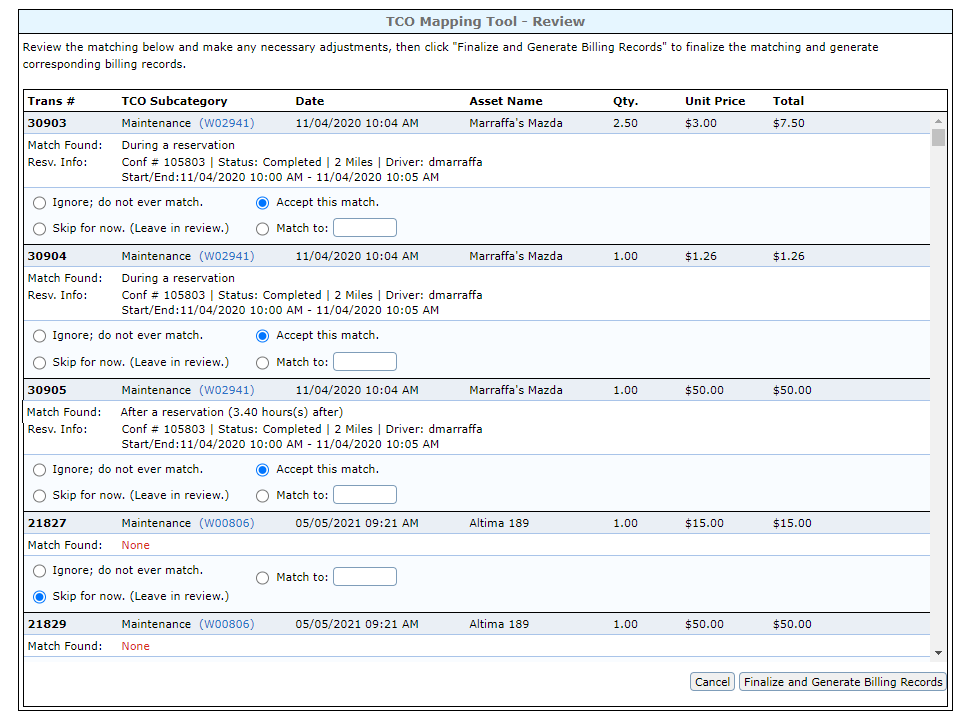 TCO Mapping Tool - Review
Review the matching below and make any necessary adjustments, then click "Finalize and Generate Billing Records" to finalize the matching and generate
corresponding billing records.
Trans # TCO Subcategory Date Asset Name Qty. Unit Price Total
30903 Maintenance (W02941) 11/04/2020 10:04 AM Marraffa's Mazda 2.50 $3.00 $7.50
Match Found: During a reservation
Resv. Info: Conf # 105803 | Status: Completed | 2 Miles | Driver: dmarraffa
Start/End:11/04/2020 10:00 AM - 11/04/2020 10:05 AM
Ignore; do not ever match. Accept this match.
Skip for now. (Leave in review.) Match to:
30904 Maintenance (W02941) 11/04/2020 10:04 AM Marraffa's Mazda 1.00 $1.26 $1.26
Match Found: During a reservation
Resv. Info: Conf # 105803 | Status: Completed | 2 Miles | Driver: dmarraffa
Start/End:11/04/2020 10:00 AM - 11/04/2020 10:05 AM
Ignore; do not ever match. Accept this match.
Skip for now. (Leave in review.) Match to:
30905 Maintenance (W02941) 11/04/2020 10:04 AM Marraffa's Mazda 1.00 $50.00 $50.00
Match Found: After a reservation (3.40 hours(s) after)
Resv. Info: Conf # 105803 | Status: Completed | 2 Miles | Driver: dmarraffa
Start/End:11/04/2020 10:00 AM - 11/04/2020 10:05 AM
Ignore; do not ever match. Accept this match.
Skip for now. (Leave in review.) Match to:
21827 Maintenance (W00806) 05/05/2021 09:21 AM Altima 189 1.00 $15.00 $15.00
Match Found: None
Ignore; do not ever match. Match to:
Skip for now. (Leave in review.)
21829 Maintenance (W00806) 05/05/2021 09:21 AM Altima 189 1.00 $50.00 $50.00
Match Found: None
Cancel Finalize and Generate Billing Records